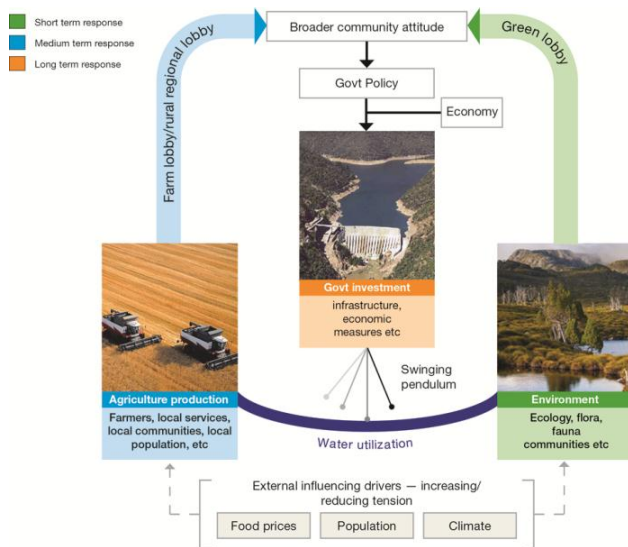 Short term response
Medium term response
Long term response
Broader community attitude
Farm lobby/rural regional lobby
Green lobby
Govt Policy
Economy
Govt investment
infrastructure,
economic
measures etc
Swinging
pendulum
Agriculture production
Farmers, local services,
local communities, local
population, etc
Environment
Ecology, flora,
fauna
communities etc
Water utilization
External influencing drivers — increasing/
reducing tension
Food prices
Population
Climate